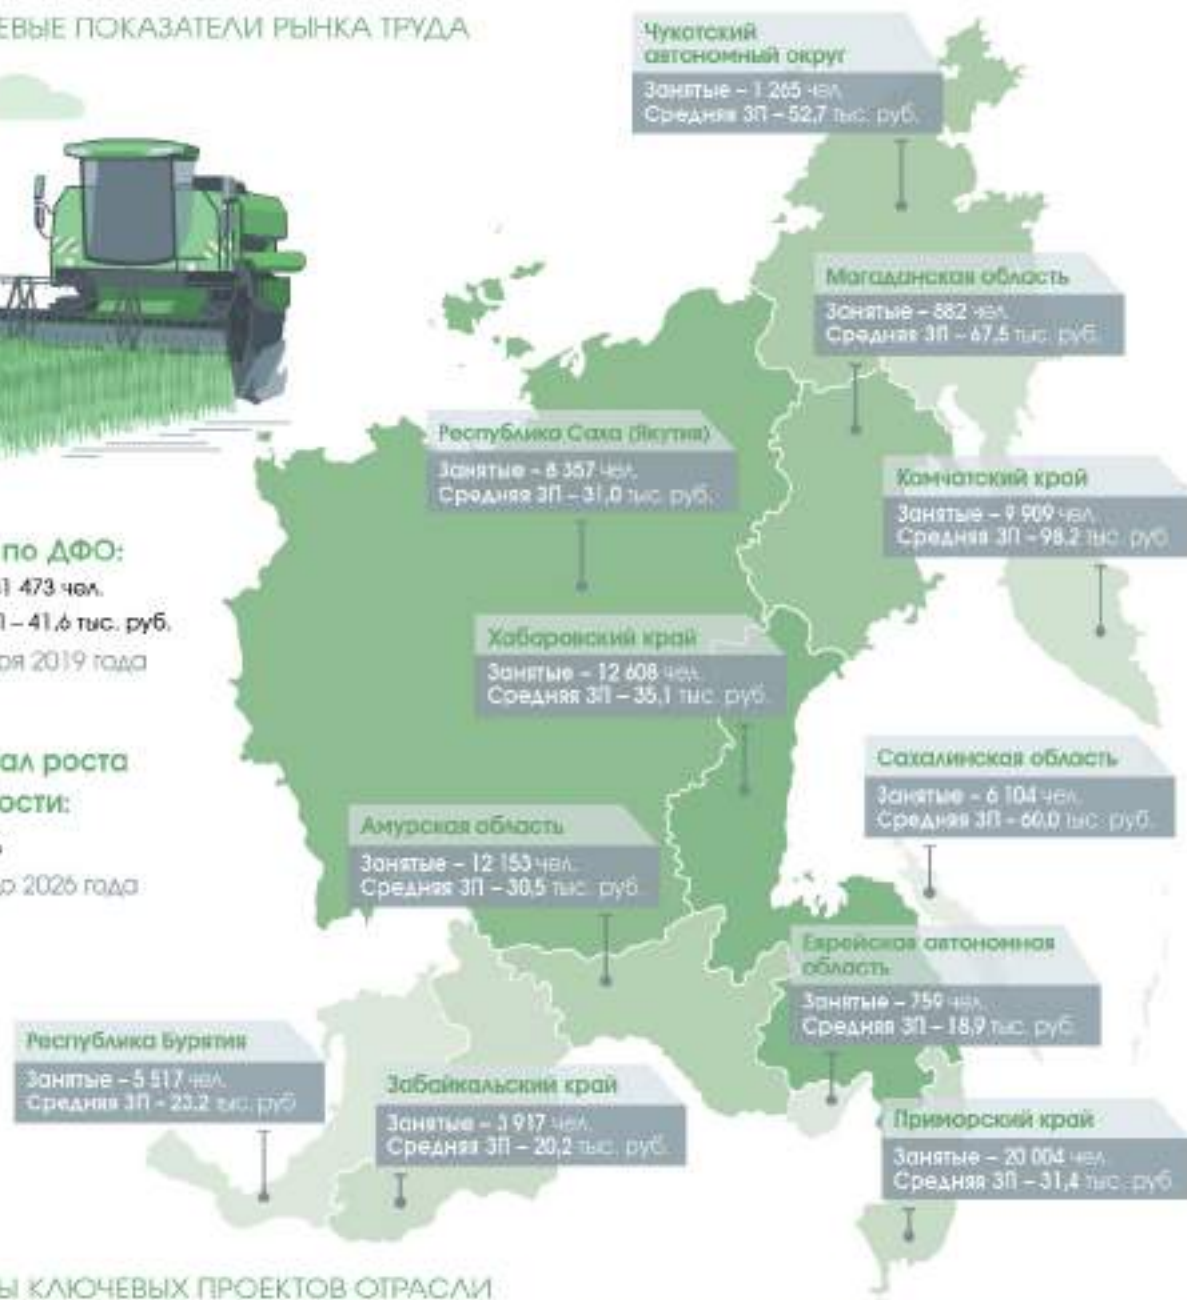 ЕВЫЕ ПОКАЗАТЕЛИ РЫНКА ТРУДА
Чукотский
автономный округ
Занятые – 1 265 чел.
Средняя ЗП – 52,7 тыс. руб.
Магаданская область
Занятые – 882 чел.
Средняя ЗП – 67,5 тыс. руб.
Республика Саха (Якутия)
Занятые – 8 357 чел.
Средняя ЗП – 31,0 тыс. руб.
Камчатский край
Занятые – 9 909 чел.
Средняя ЗП – 98,2 тыс. руб.
по ДФО:
1 473 чел.
П – 41,6 тыс. руб.
ря 2019 года
Хабаровский край
Занятые – 12 608 чел.
Средняя ЗП – 35,1 тыс. руб.
ал роста
ости:
о 2026 года
Сахалинская область
Занятые – 6 104 чел.
Средняя ЗП – 60,0 тыс. руб.
Амурская область
Занятые – 12 153 чел.
Средняя ЗП – 30,5 тыс. руб.
Еврейская автономная
область
Занятые – 759 чел.
Средняя ЗП – 18,9 тыс. руб.
Республика Бурятия
Занятые – 5 517 чел.
Средняя ЗП – 23,2 тыс. руб.
Забайкальский край
Занятые – 3 917 чел.
Средняя ЗП – 20,2 тыс. руб.
Приморский край
Занятые – 20 004 чел.
Средняя ЗП – 31,4 тыс. руб.
Ы КЛЮЧЕВЫХ ПРОЕКТОВ ОТРАСЛИ